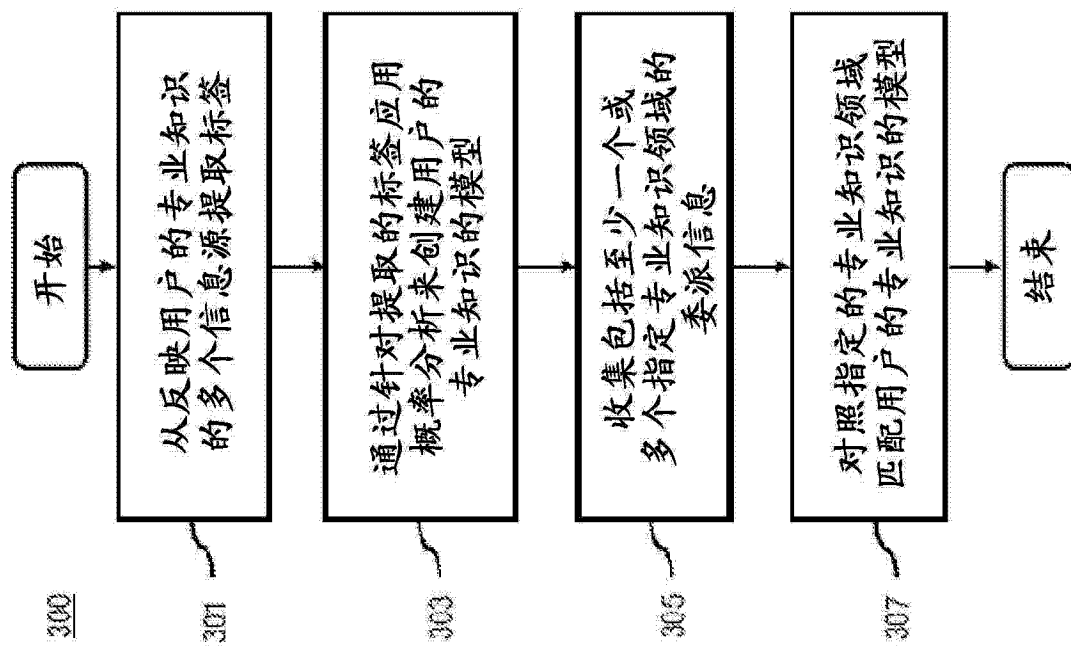 300
开始
301
从反映用户的专业知识
的多个信息源提取标签
303
通过针对提取的标签应用
概率分析来创建用户的
专业知识的模型
305
收集包括至少一个或
多个指定专业知识领域的
委派信息
307
对照指定的专业知识领域
匹配用户的专业知识的模型
结束